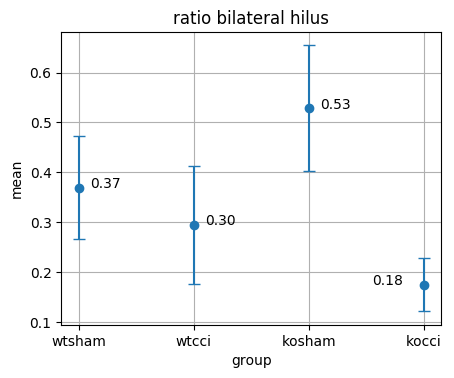 ratio bilateral hilus
mean
0.6
0.5
0.4
0.3
0.2
0.1
0.37
0.30
0.53
0.18
wtsham wtcci kosham kocci
group